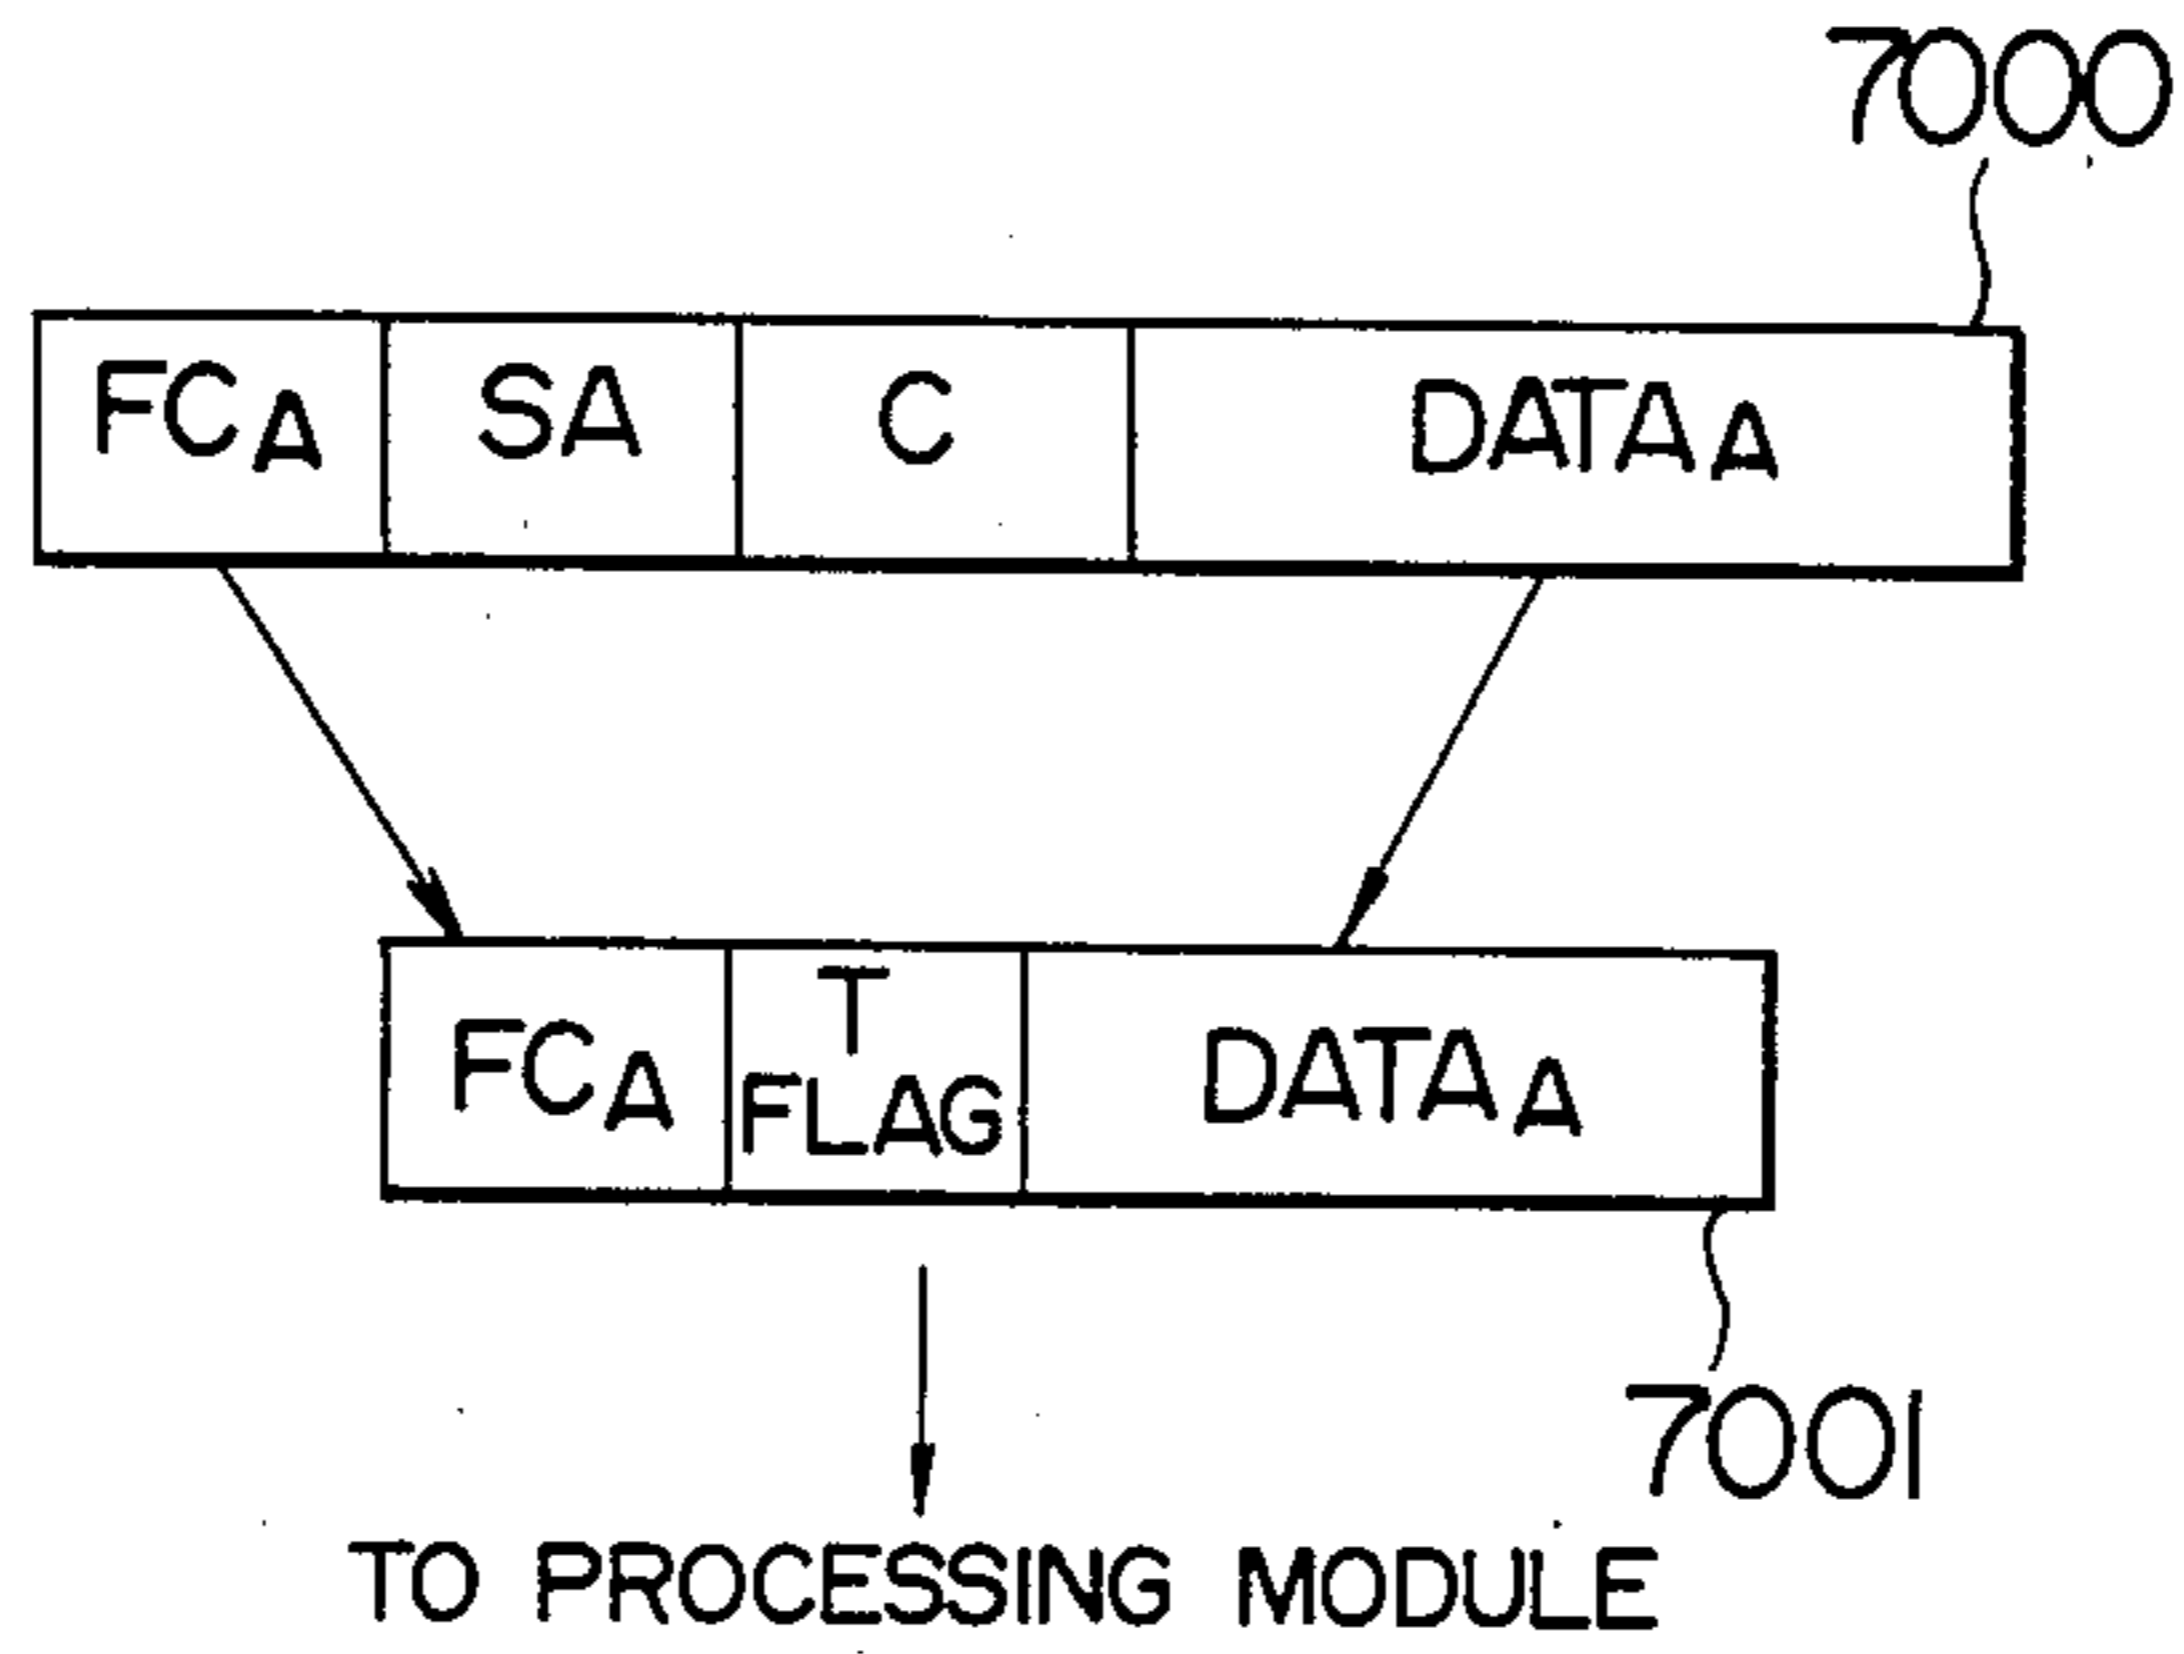 7000
FCA SA C DATAA
FCA T FLAG DATAA
7001
TO PROCESSING MODULE